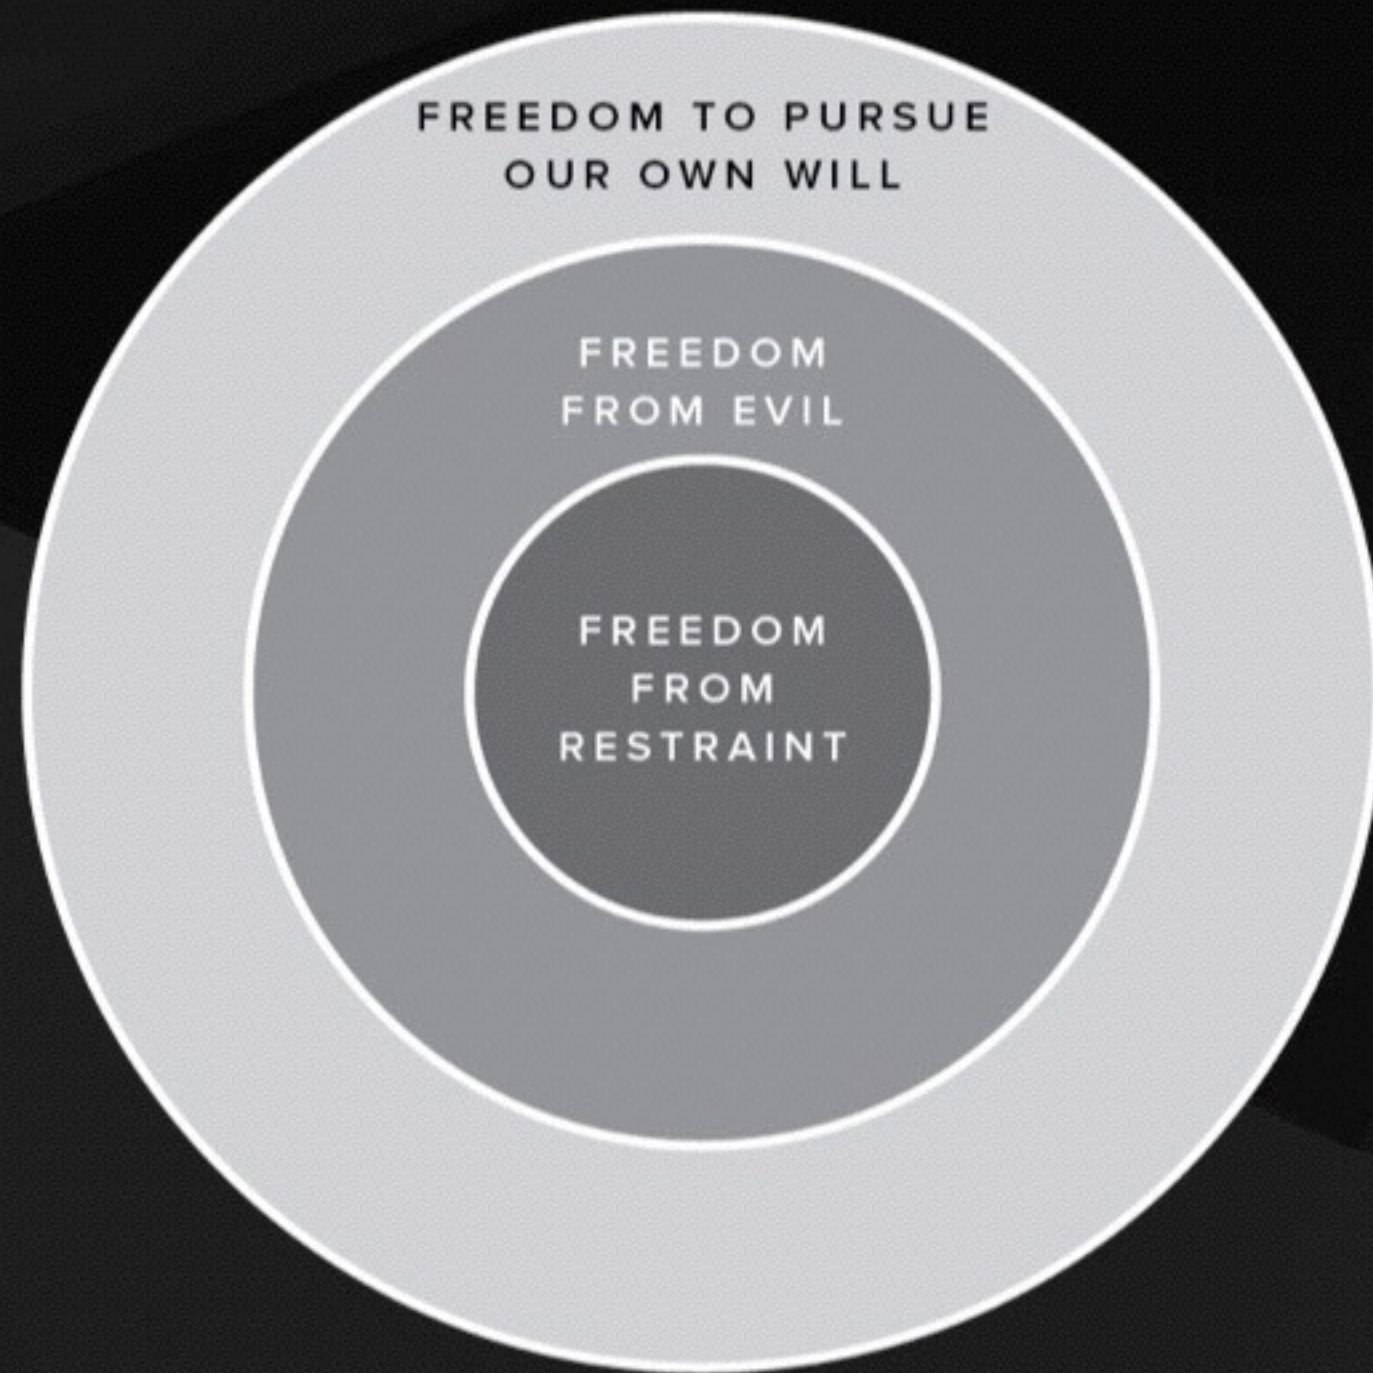 FREEDOM TO PURSUE
OUR OWN WILL
FREEDOM
FROM EVIL
FREEDOM
FROM
RESTRAINT